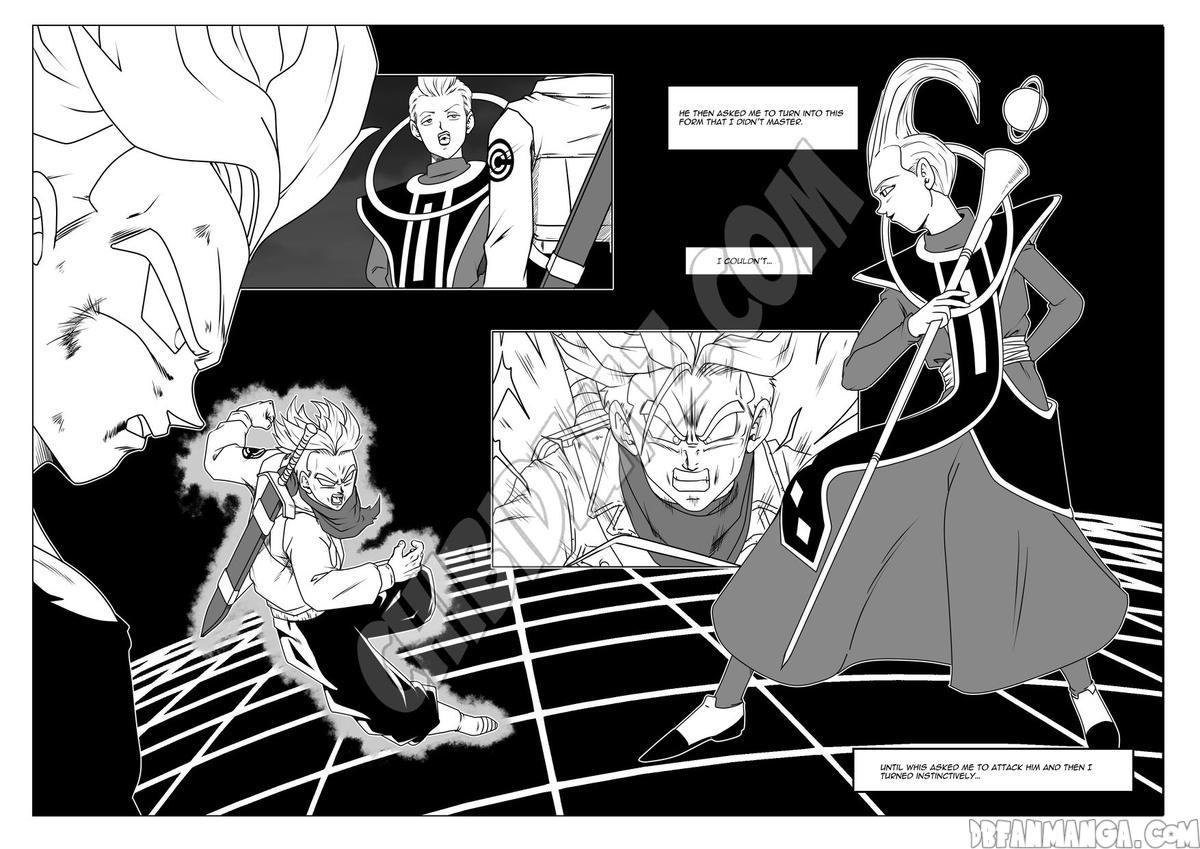 HE THEN ASKED ME TO TURN INTO THIS
FORM THAT I DIDN'T MASTER.
I COULDN'T...
UNTIL WHIS ASKED ME TO ATTACK HIM AND THEN I
TURNED INSTINCTIVELY...
DBFANMANGA.COM